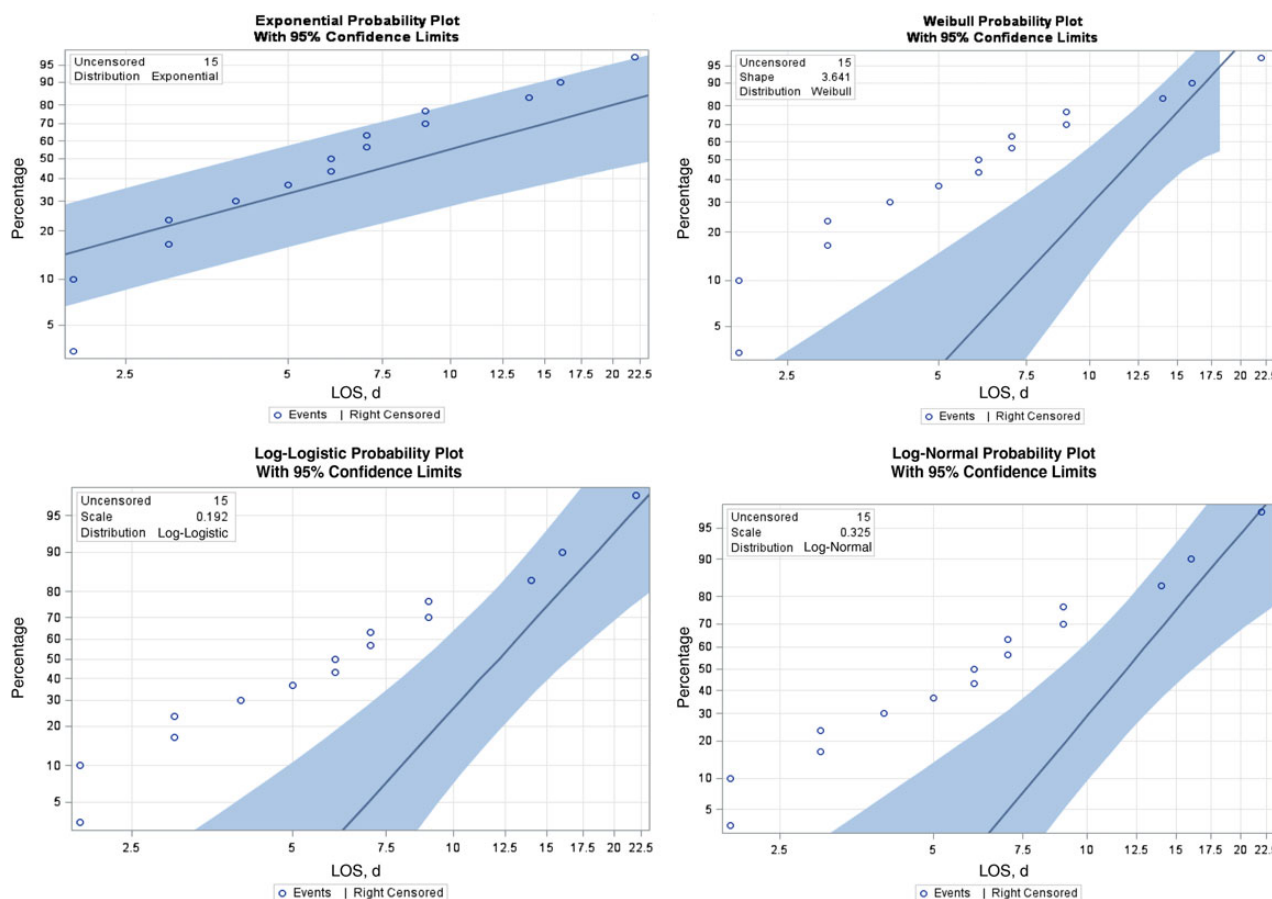 Exponential Probability Plot
With 95% Confidence Limits
Uncensored 15
Distribution Exponential
Percentage
95
90
80
70
60
50
40
30
20
10
5
2.5 5 7.5 10 12.5 15 17.5 20 22.5
LOS, d
Events | Right Censored
Weibull Probability Plot
With 95% Confidence Limits
Uncensored 15
Shape 3.641
Distribution Weibull
Percentage
95
90
80
70
60
50
40
30
20
10
5
2.5 5 7.5 10 12.5 15 17.5 20 22.5
LOS, d
Events | Right Censored
Log-Logistic Probability Plot
With 95% Confidence Limits
Uncensored 15
Scale 0.192
Distribution Log-Logistic
Percentage
95
90
80
70
60
50
40
30
20
10
5
2.5 5 7.5 10 12.5 15 17.5 20 22.5
LOS, d
Events | Right Censored
Log-Normal Probability Plot
With 95% Confidence Limits
Uncensored 15
Scale 0.325
Distribution Log-Normal
Percentage
95
90
80
70
60
50
40
30
20
10
5
2.5 5 7.5 10 12.5 15 17.5 20 22.5
LOS, d
Events | Right Censored